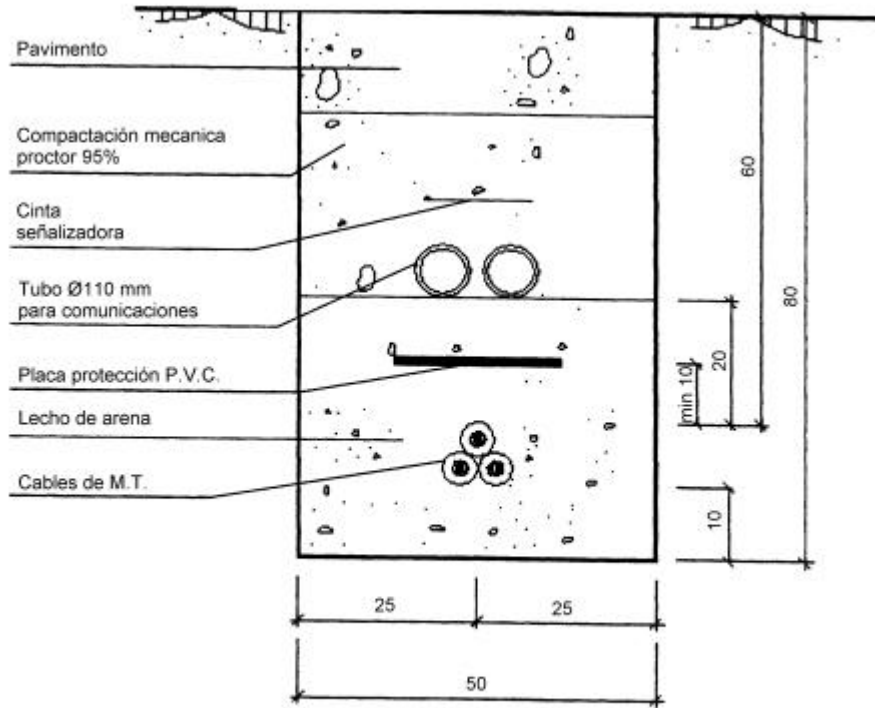 Pavimento
Compactación mecanica
proctor 95%
Cinta
señalizadora
Tubo Ø110 mm
para comunicaciones
Placa protección P.V.C.
Lecho de arena
Cables de M.T.
60
80
20
min 10
10
25
25
50